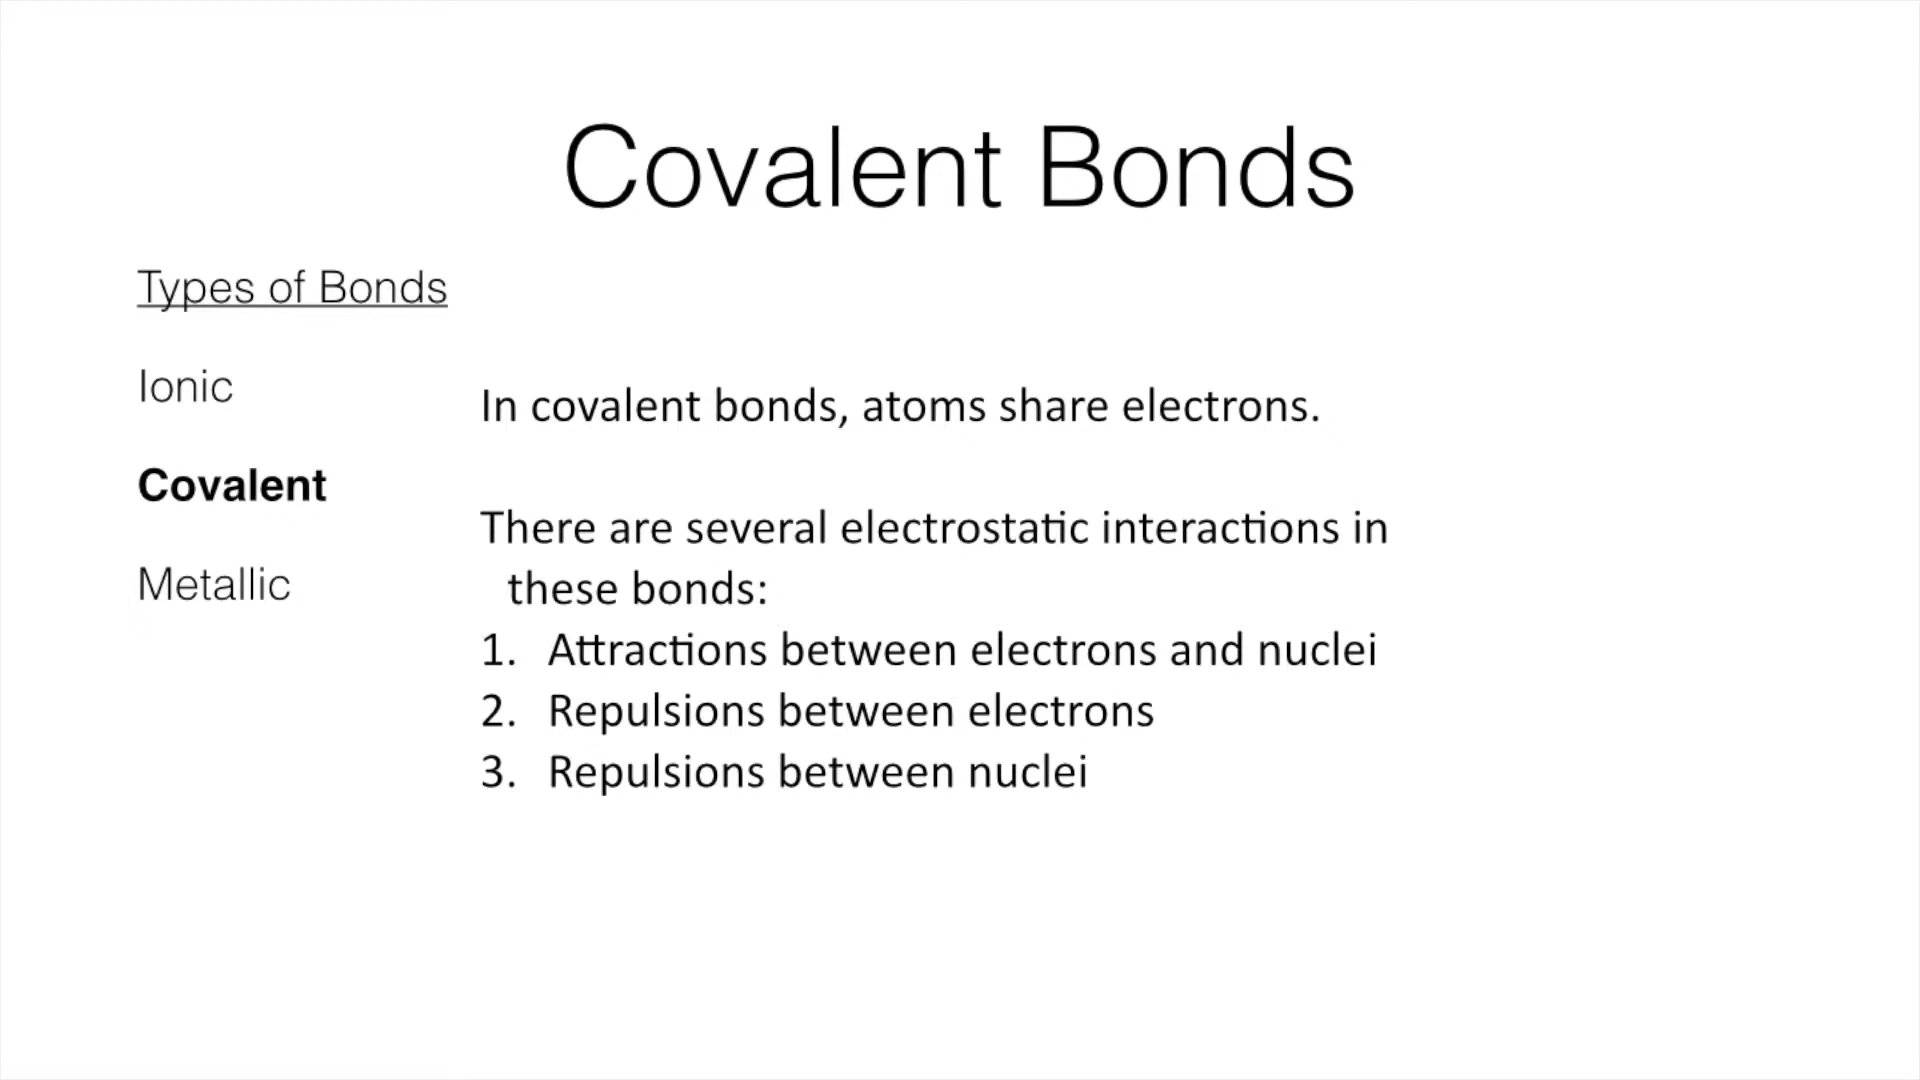 Covalent Bonds
Types of Bonds
Ionic
Covalent
Metallic
In covalent bonds, atoms share electrons.
There are several electrostatic interactions in
these bonds:
1. Attractions between electrons and nuclei
2. Repulsions between electrons
3. Repulsions between nuclei